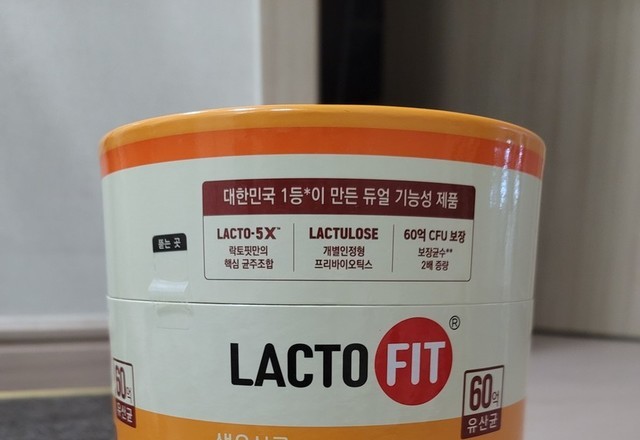 대한민국 1등*이 만든 듀얼 기능성 제품
LACTO-5X™
락토핏만의
핵심 균주조합
LACTULOSE
개별인정형
프리바이오틱스
60억 CFU 보장
보장균수**
2배 증량
뜯는 곳
LACTO FIT®
60억
유산균
60억
유산균